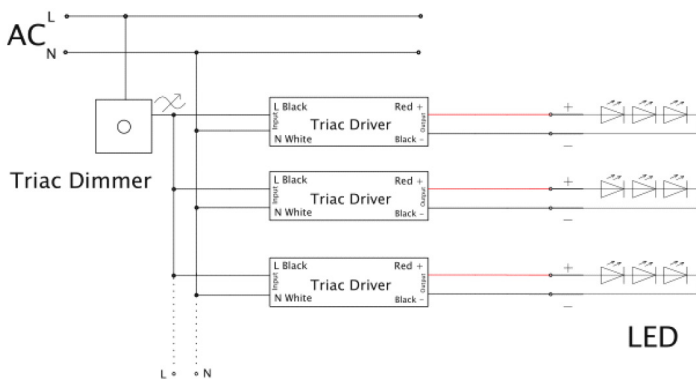 L
AC
N
L Black
Red +
Input
Triac Driver
Output
N White
Black −
Triac Dimmer
L Black
Red +
Input
Triac Driver
Output
N White
Black −
L Black
Red +
Input
Triac Driver
Output
N White
Black −
+
−
+
−
+
−
LED
L
N